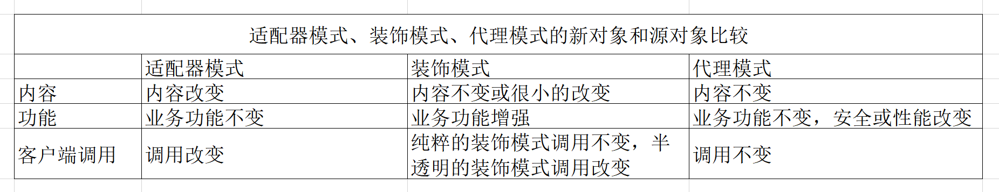 适配器模式、装饰模式、代理模式的新对象和源对象比较
适配器模式 装饰模式 代理模式
内容 内容改变 内容不变或很小的改变 内容不变
功能 业务功能不变 业务功能增强 业务功能不变，安全或性能改变
客户端调用 调用改变 纯粹的装饰模式调用不变，半
透明的装饰模式调用改变 调用不变